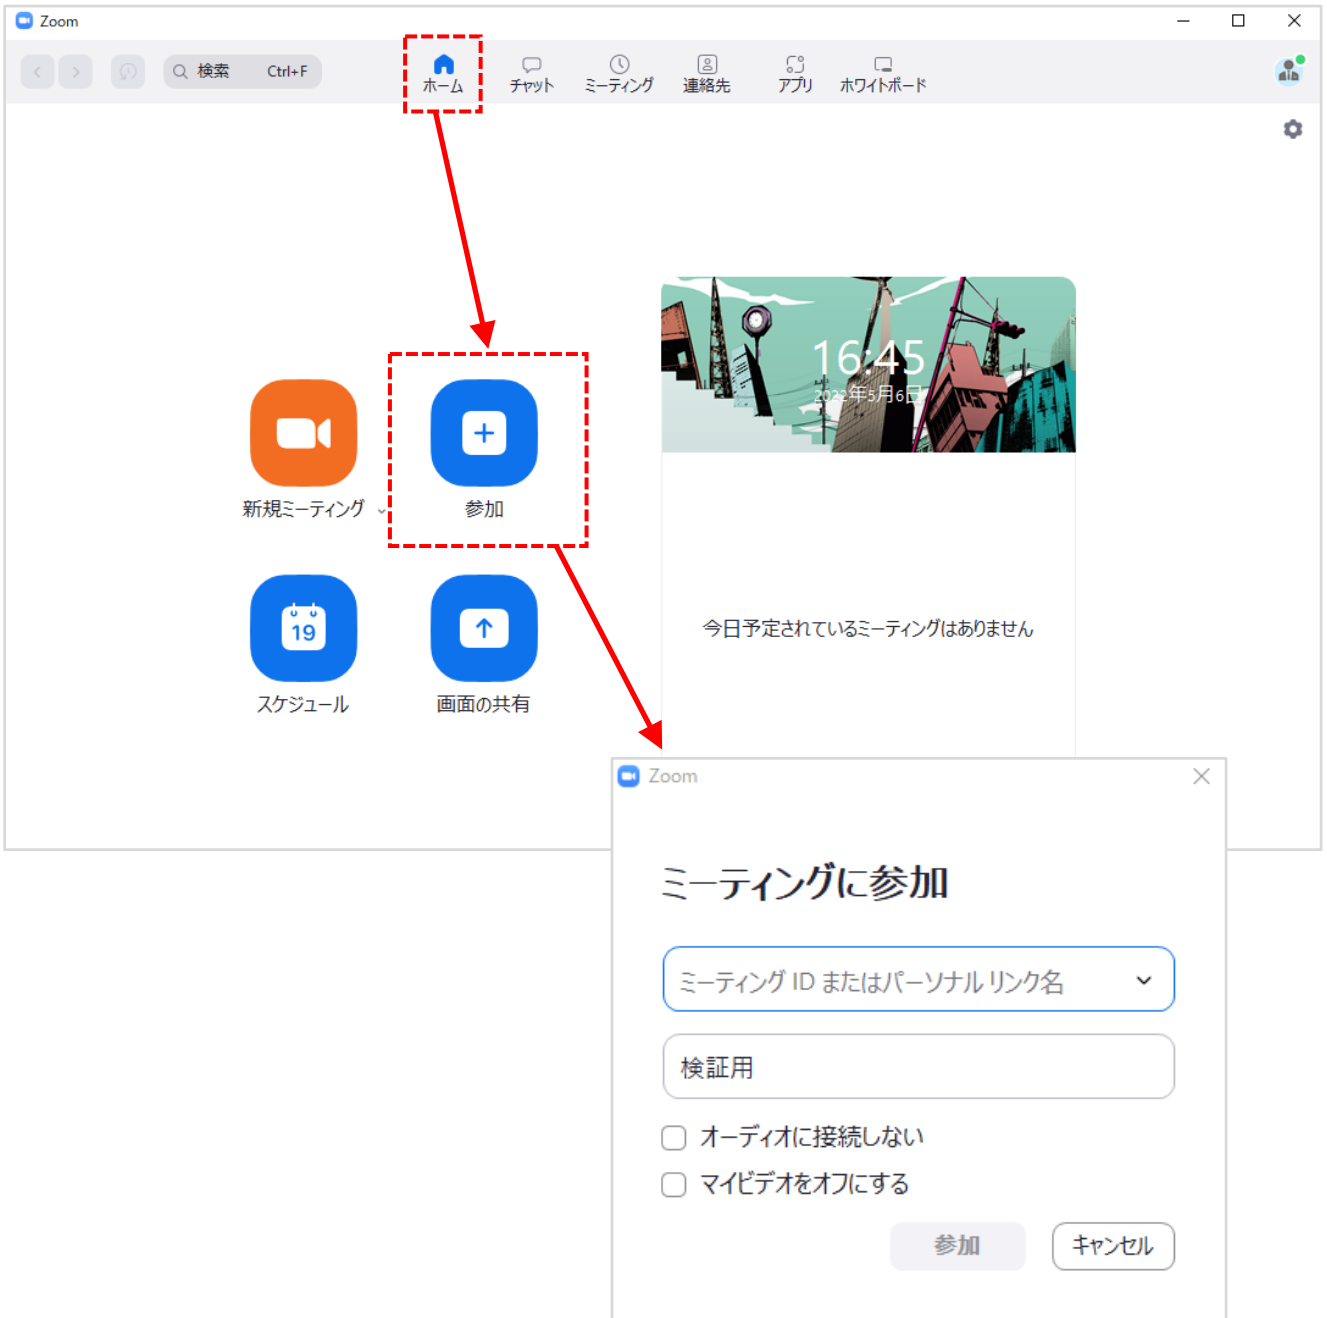 Zoom
検索 Ctrl+F
ホーム チャット ミーティング 連絡先 アプリ ホワイトボード
16:45
2022年5月6日
新規ミーティング 参加
19
スケジュール 画面の共有
今日予定されているミーティングはありません
Zoom
ミーティングに参加
ミーティング ID またはパーソナル リンク名
検証用
オーディオに接続しない
マイビデオをオフにする
参加 キャンセル